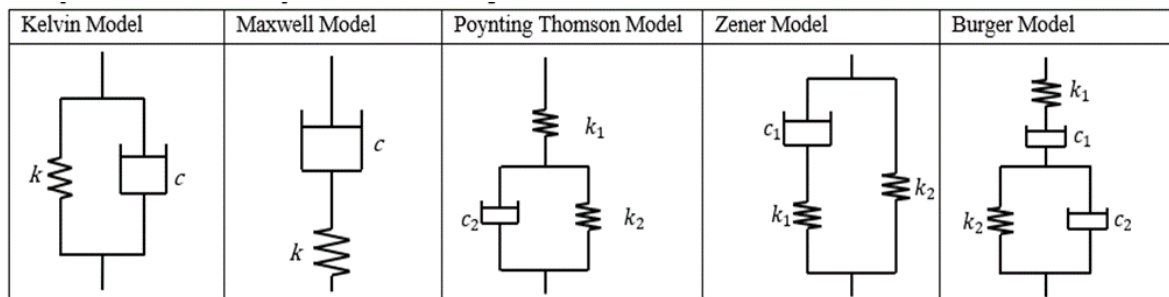 Kelvin Model
Maxwell Model
Poynting Thomson Model
Zener Model
Burger Model
k
c
c
k
k₁
c₂
k₂
c₁
k₁
k₂
k₁
c₁
k₂
c₂